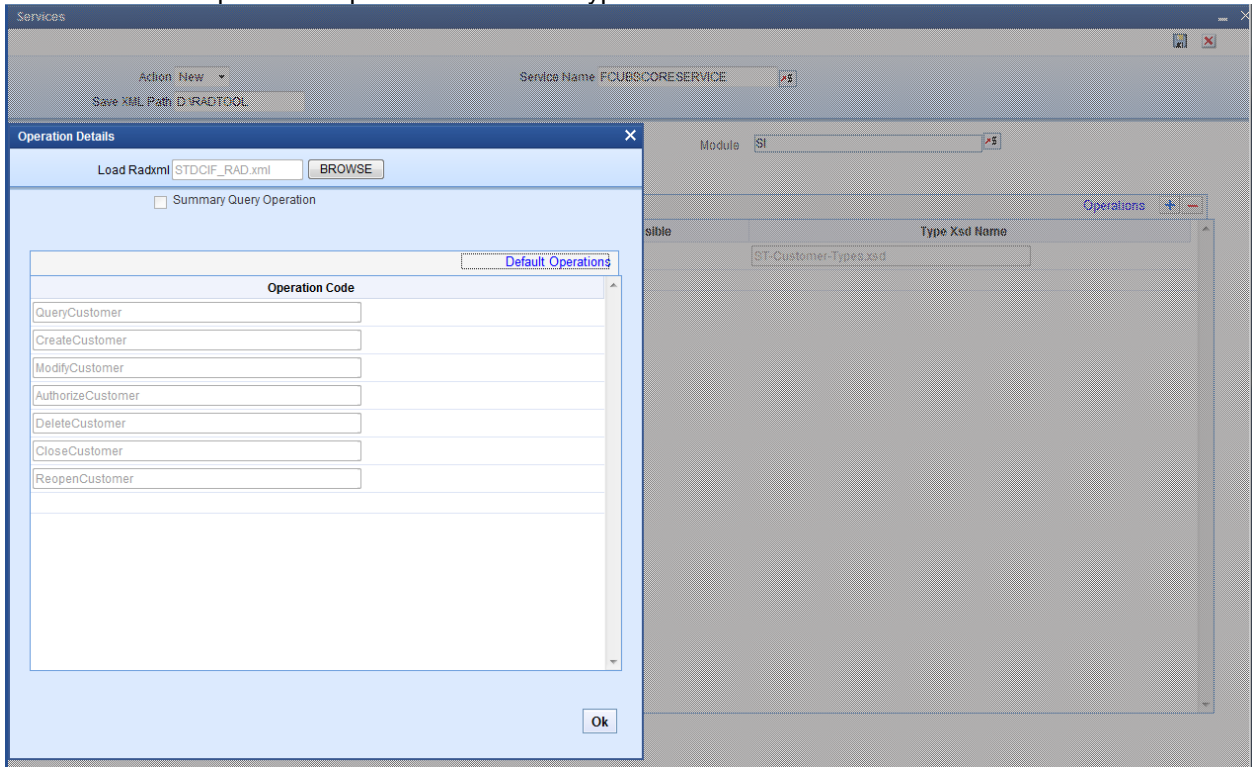 Services
Action New
Service Name FCUBSCORESERVICE
Save XML Path D:\RADTOOL
Operation Details
Module SI
Load Radxml STDCIF_RAD.xml BROWSE
Summary Query Operation
Operations + -
sible Type Xsd Name
Default Operations
ST-Customer-Types.xsd
Operation Code
QueryCustomer
CreateCustomer
ModifyCustomer
AuthorizeCustomer
DeleteCustomer
CloseCustomer
ReopenCustomer
Ok